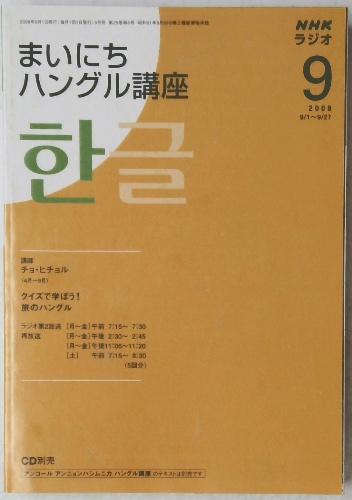 NHK
ラジオ
まいにち
ハングル講座
9
2008
9/1～9/27
한글
講師
チョ・ヒチョル
(4月～9月)
クイズで学ぼう!
旅のハングル
ラジオ第2放送 [月～金]午前 7:15～ 7:30
再放送 [月～金]午後 2:30～ 2:45
[月～金]午後11:05～11:20
[土] 午前 7:15～ 8:30
(5回分)
CD別売
アンコール アンニョンハシムニカ ハングル講座 のテキストは別売です